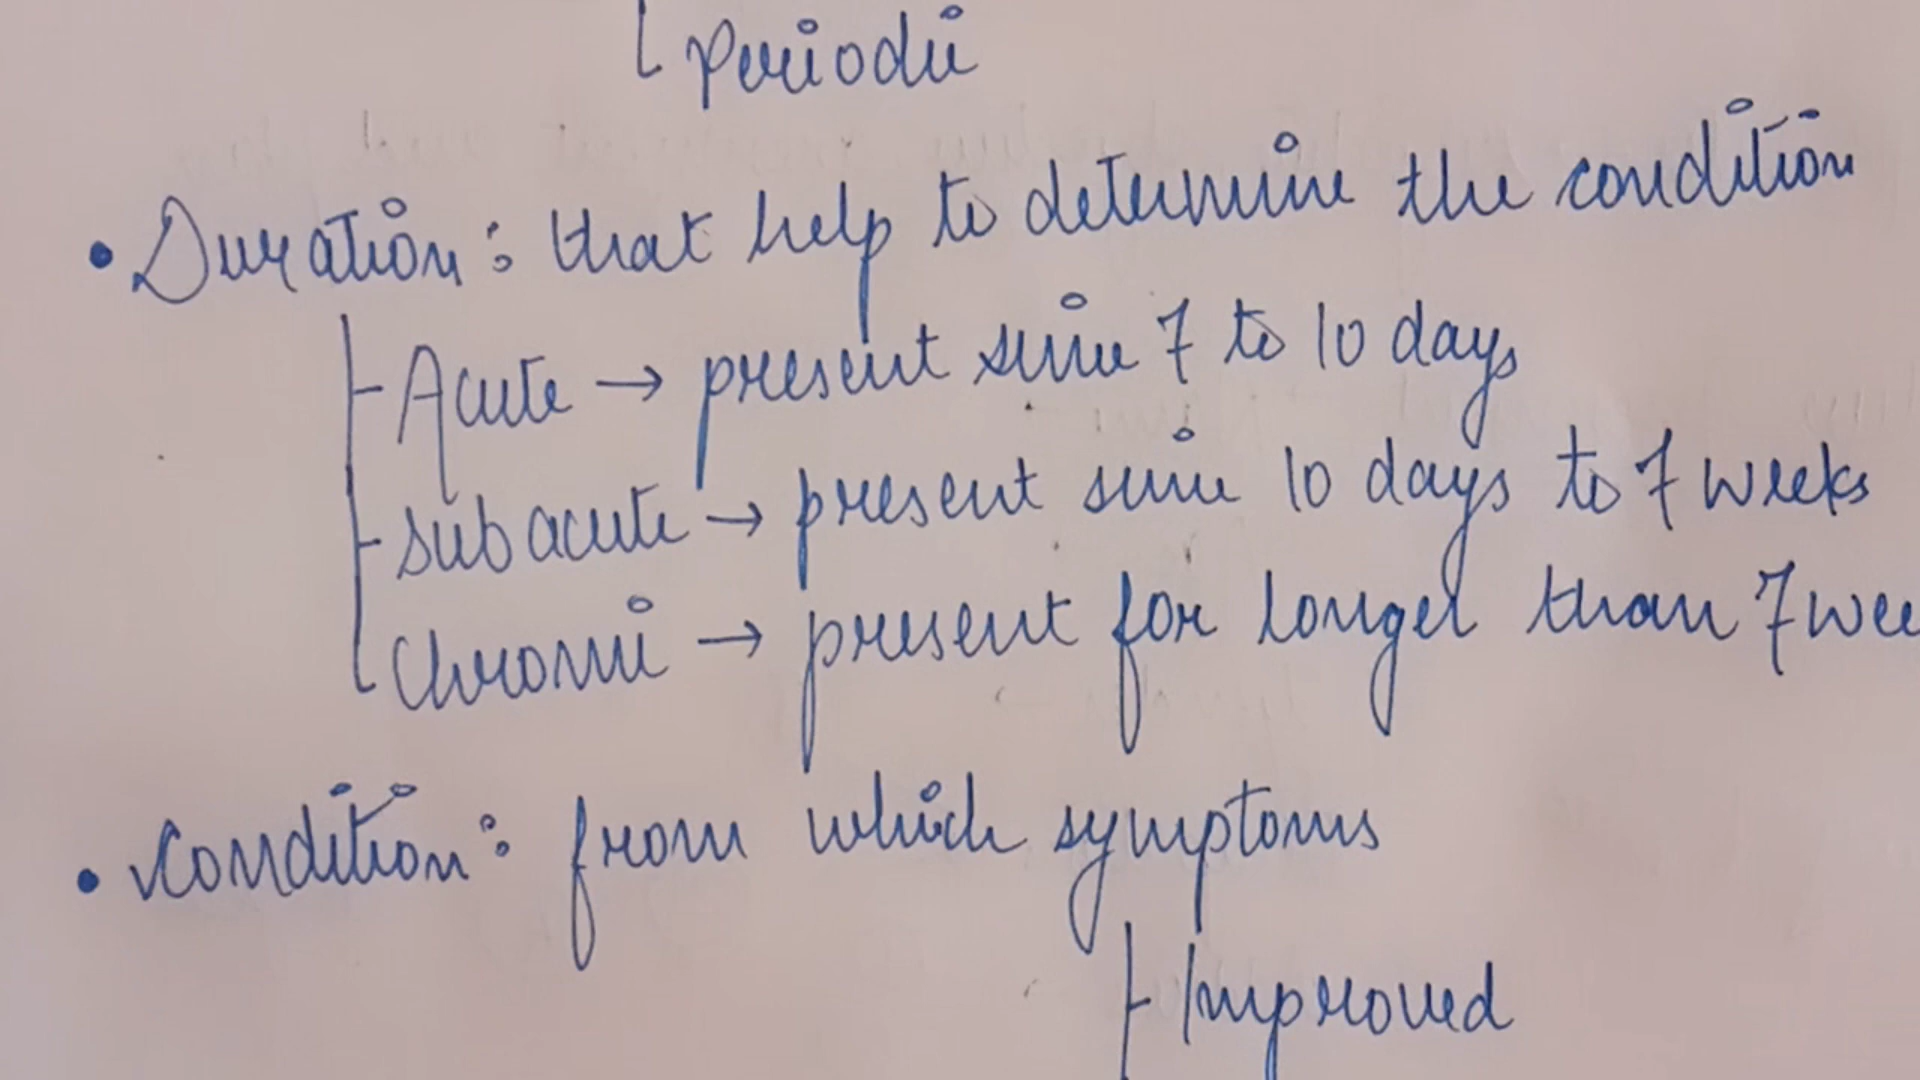 Periodic
• Duration: that help to determine the condition
Acute → present since 7 to 10 days
subacute → present since 10 days to 7 weeks
Chronic → present for longer than 7 wee
• Condition: from which symptoms
Improved